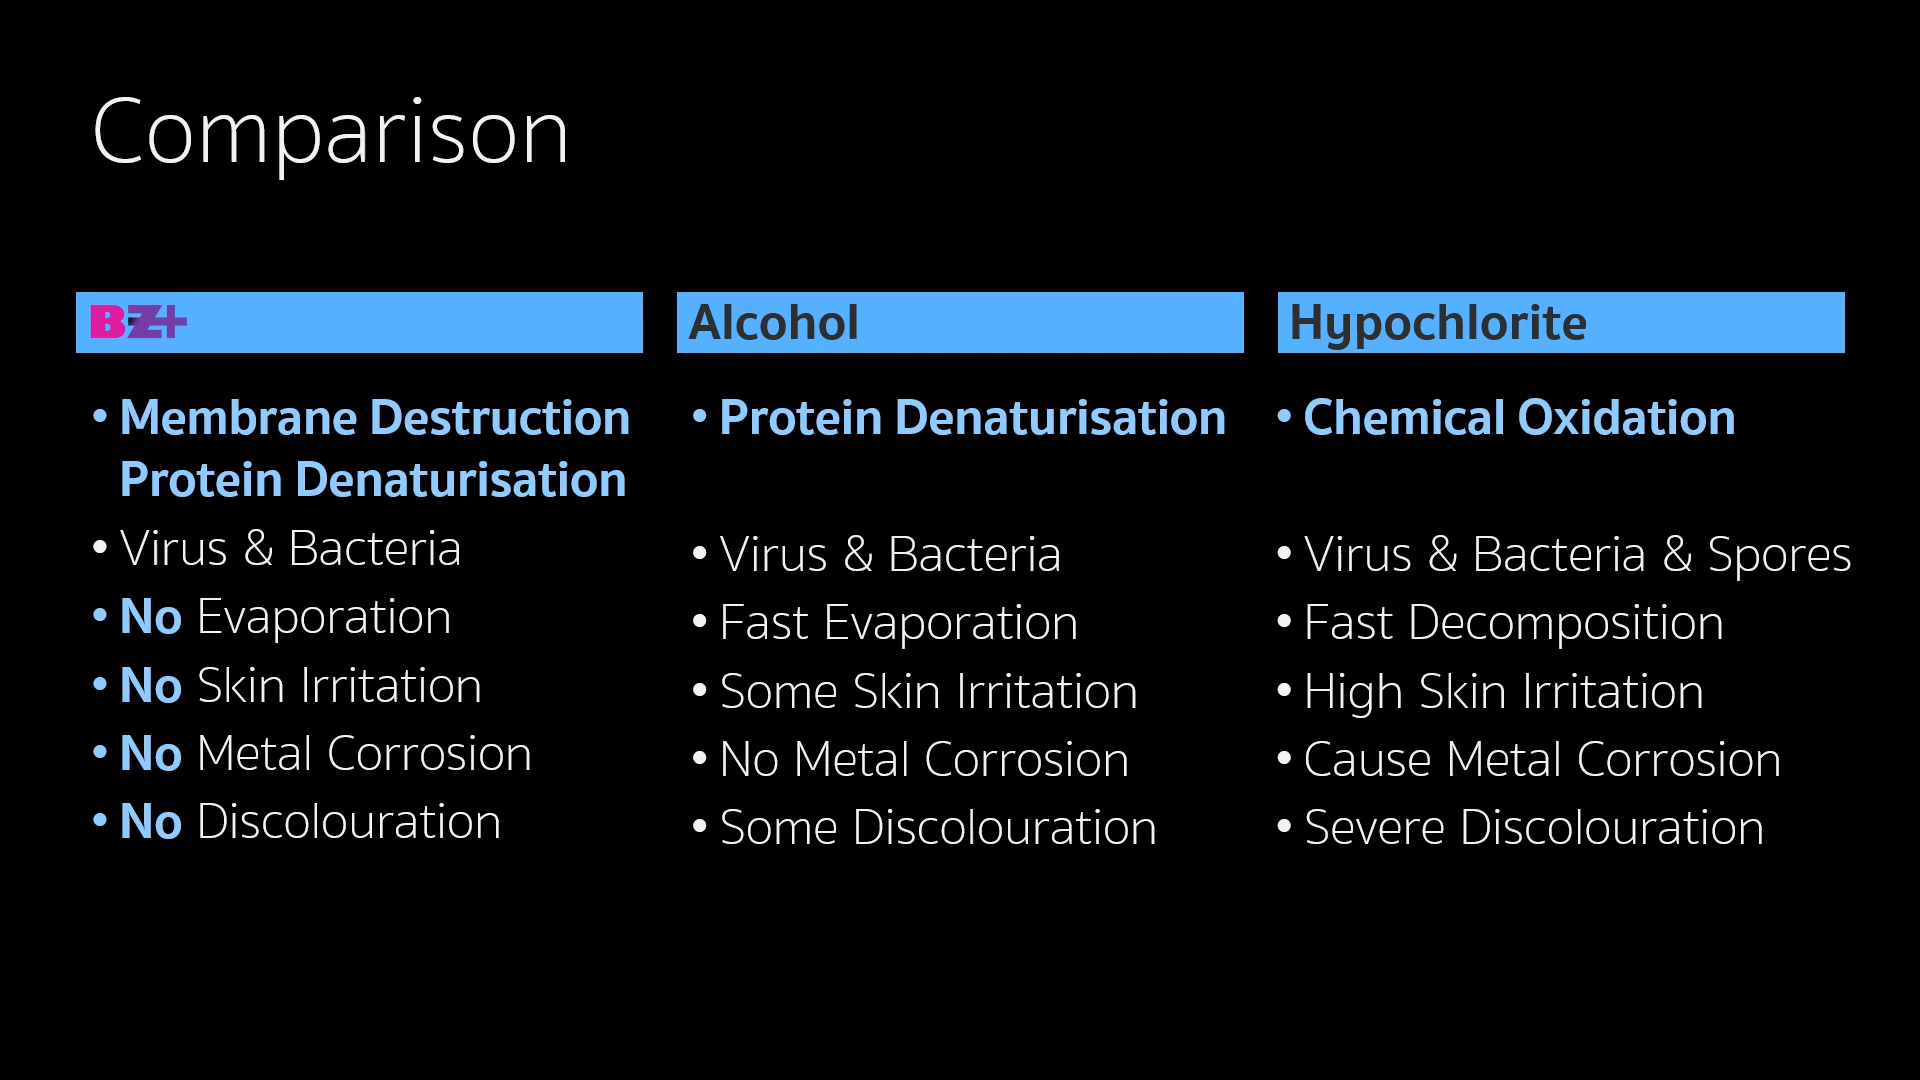 Comparison
BZ+
• Membrane Destruction
Protein Denaturisation
• Virus & Bacteria
• No Evaporation
• No Skin Irritation
• No Metal Corrosion
• No Discolouration
Alcohol
• Protein Denaturisation
• Virus & Bacteria
• Fast Evaporation
• Some Skin Irritation
• No Metal Corrosion
• Some Discolouration
Hypochlorite
• Chemical Oxidation
• Virus & Bacteria & Spores
• Fast Decomposition
• High Skin Irritation
• Cause Metal Corrosion
• Severe Discolouration